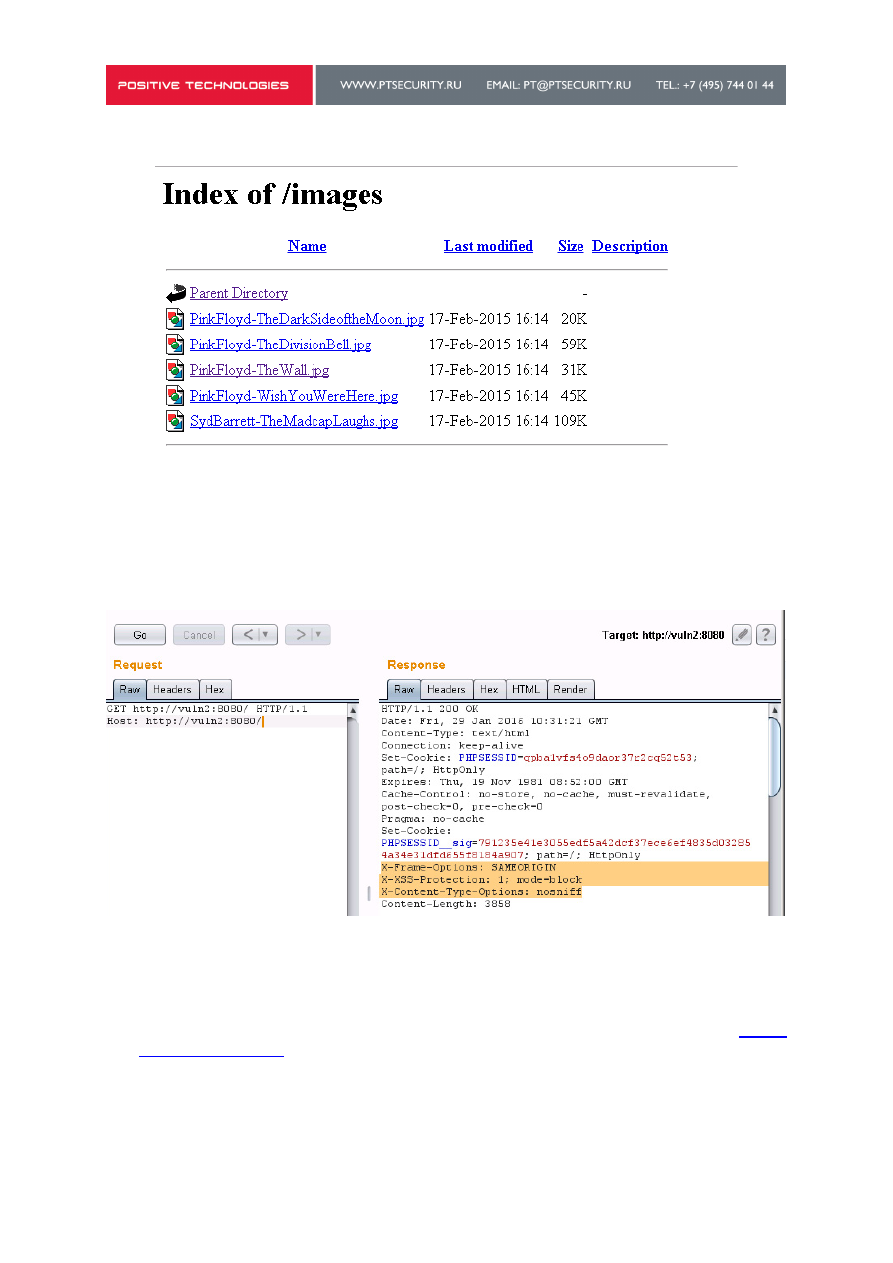 POSITIVE TECHNOLOGIES WWW.PTSECURITY.RU EMAIL: PT@PTSECURITY.RU TEL.: +7 (495) 744 01 44
Index of /images
Name Last modified Size Description
Parent Directory -
PinkFloyd-TheDarkSideoftheMoon.jpg 17-Feb-2015 16:14 20K
PinkFloyd-TheDivisionBell.jpg 17-Feb-2015 16:14 59K
PinkFloyd-TheWall.jpg 17-Feb-2015 16:14 31K
PinkFloyd-WishYouWereHere.jpg 17-Feb-2015 16:14 45K
SydBarrett-TheMadcapLaughs.jpg 17-Feb-2015 16:14 109K
Go Cancel < > Target: http://vuln2:8080 ?
Request
Raw Headers Hex
GET http://vuln2:8080/ HTTP/1.1
Host: http://vuln2:8080/
Response
Raw Headers Hex HTML Render
HTTP/1.1 200 OK
Date: Fri, 29 Jan 2016 10:31:21 GMT
Content-Type: text/html
Connection: keep-alive
Set-Cookie: PHPSESSID=qpba1vfs4o9daor37r2cq52t53;
path=/; HttpOnly
Expires: Thu, 19 Nov 1981 08:52:00 GMT
Cache-Control: no-store, no-cache, must-revalidate,
post-check=0, pre-check=0
Pragma: no-cache
Set-Cookie:
PHPSESSID__sig=791235e41e3055edf5a42dcf37ece6ef4835d03285
4a34e31dfd655f8184a907; path=/; HttpOnly
X-Frame-Options: SAMEORIGIN
X-XSS-Protection: 1; mode=block
X-Content-Type-Options: nosniff
Content-Length: 3858